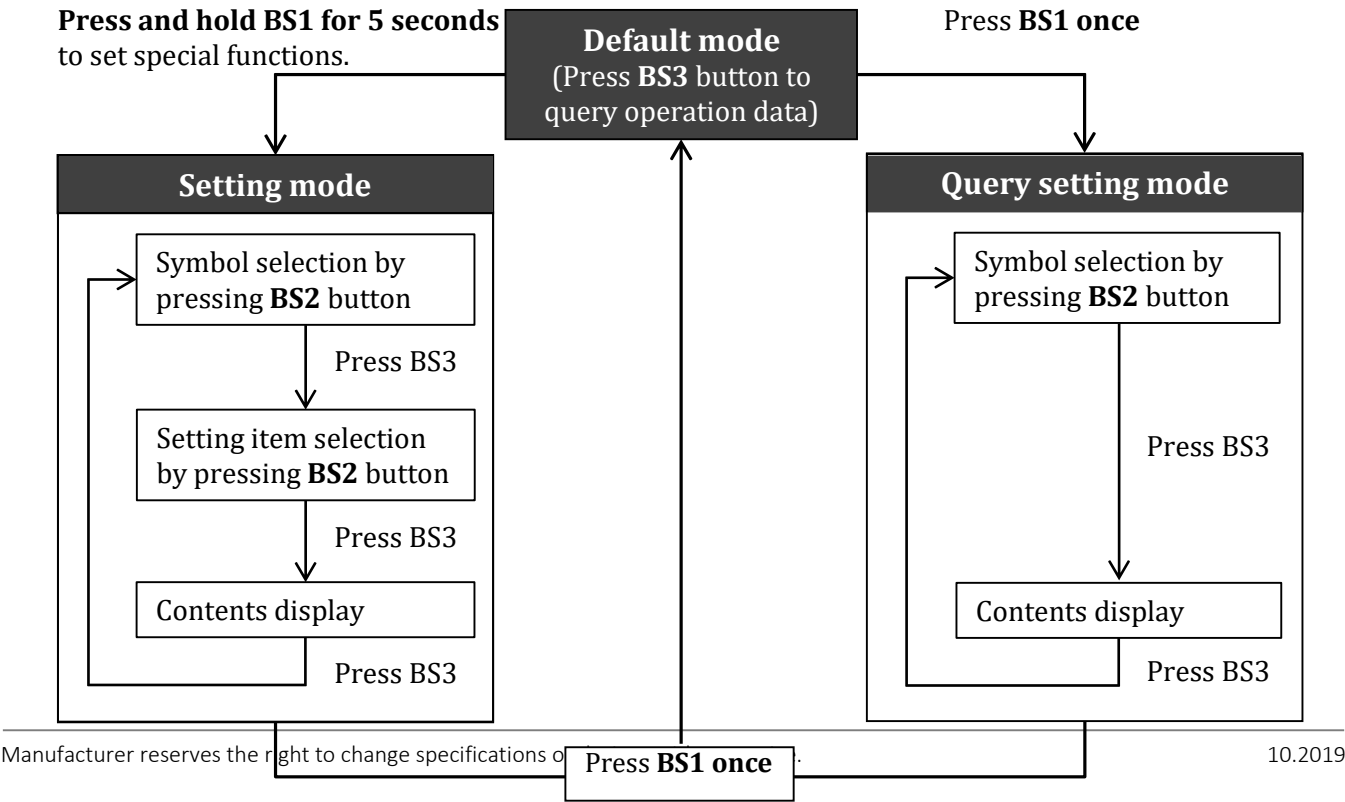 Press and hold BS1 for 5 seconds
to set special functions.
Default mode
(Press BS3 button to
query operation data)
Press BS1 once
Setting mode
Symbol selection by
pressing BS2 button
Press BS3
Setting item selection
by pressing BS2 button
Press BS3
Contents display
Press BS3
Query setting mode
Symbol selection by
pressing BS2 button
Press BS3
Contents display
Press BS3
Manufacturer reserves the right to change specifications
10.2019
Press BS1 once